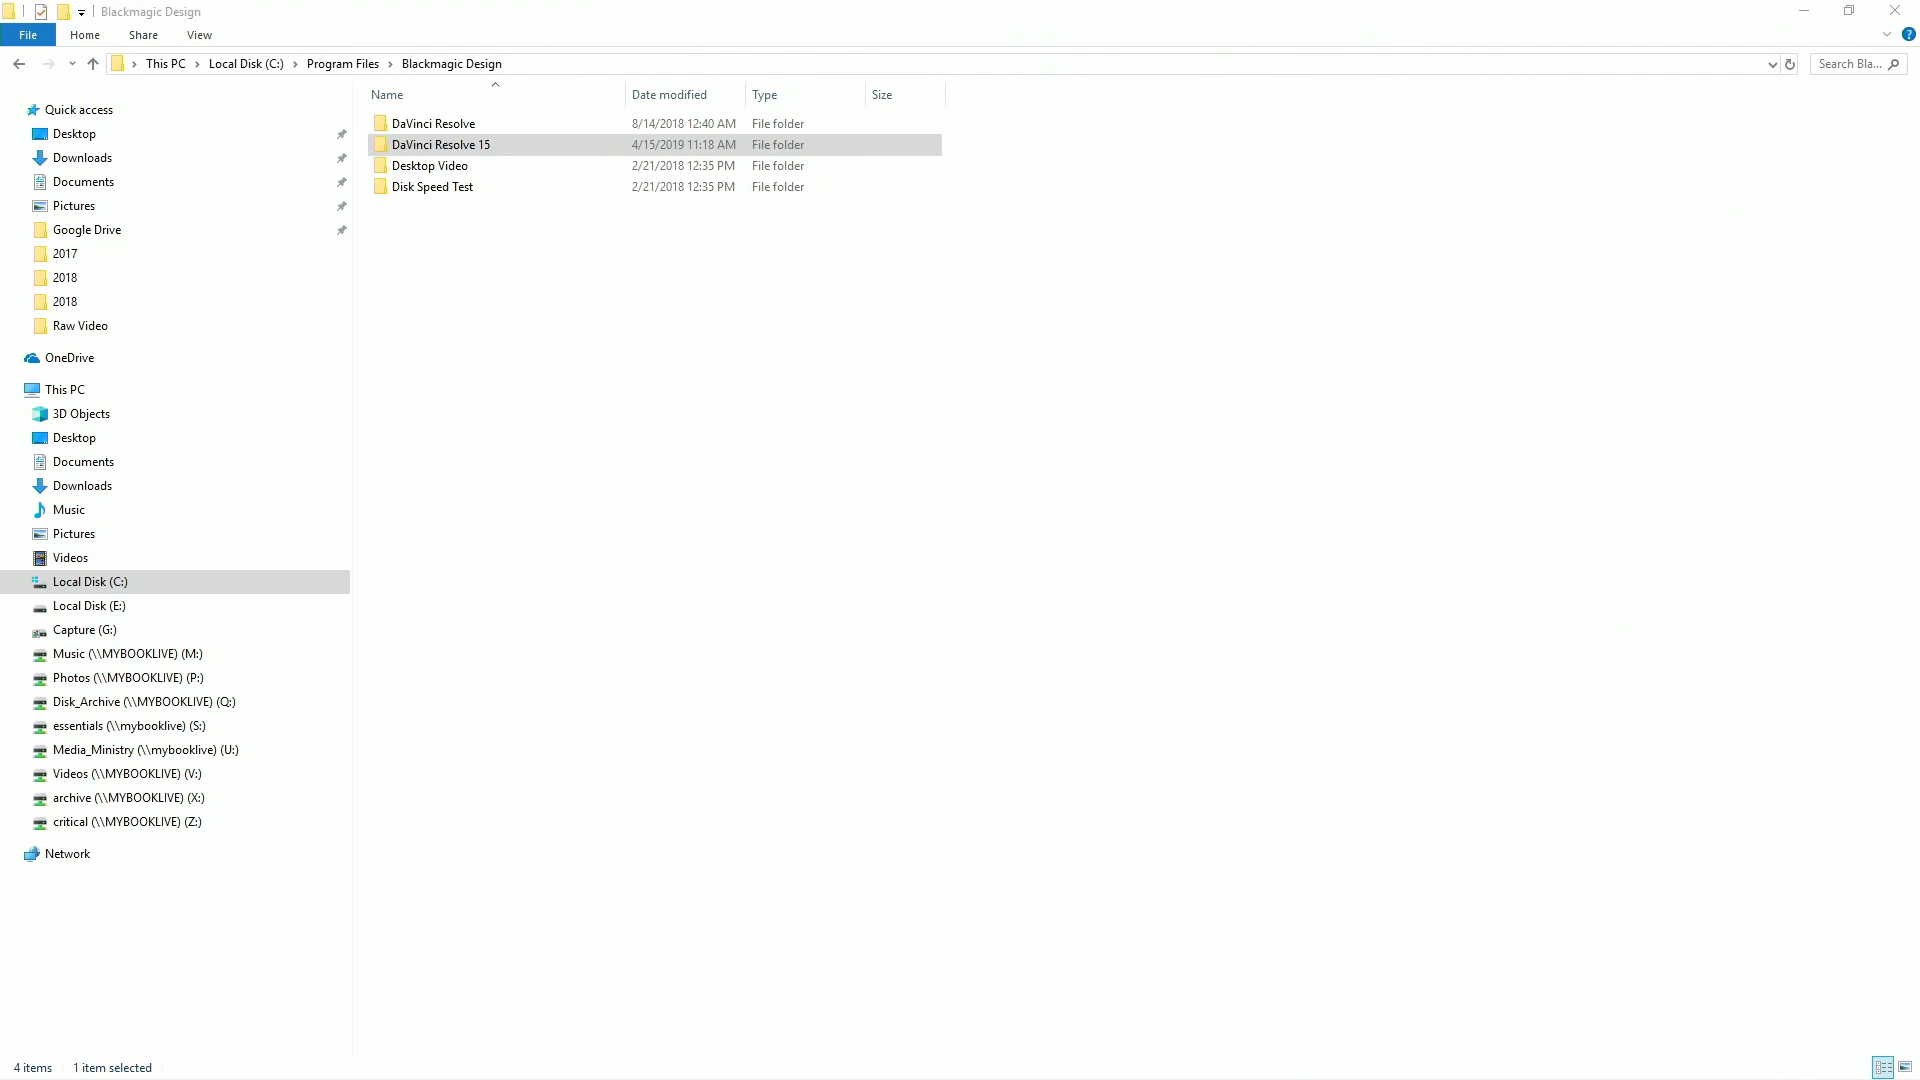 Blackmagic Design
File Home Share View
This PC Local Disk (C:) Program Files Blackmagic Design
Search Bla...
Name Date modified Type Size
DaVinci Resolve 8/14/2018 12:40 AM File folder
DaVinci Resolve 15 4/15/2019 11:18 AM File folder
Desktop Video 2/21/2018 12:35 PM File folder
Disk Speed Test 2/21/2018 12:35 PM File folder
Quick access
Desktop
Downloads
Documents
Pictures
Google Drive
2017
2018
2018
Raw Video
OneDrive
This PC
3D Objects
Desktop
Documents
Downloads
Music
Pictures
Videos
Local Disk (C:)
Local Disk (E:)
Capture (G:)
Music (\\MYBOOKLIVE) (M:)
Photos (\\MYBOOKLIVE) (P:)
Disk_Archive (\\MYBOOKLIVE) (Q:)
essentials (\\mybooklive) (S:)
Media_Ministry (\\mybooklive) (U:)
Videos (\\MYBOOKLIVE) (V:)
archive (\\MYBOOKLIVE) (X:)
critical (\\MYBOOKLIVE) (Z:)
Network
4 items 1 item selected